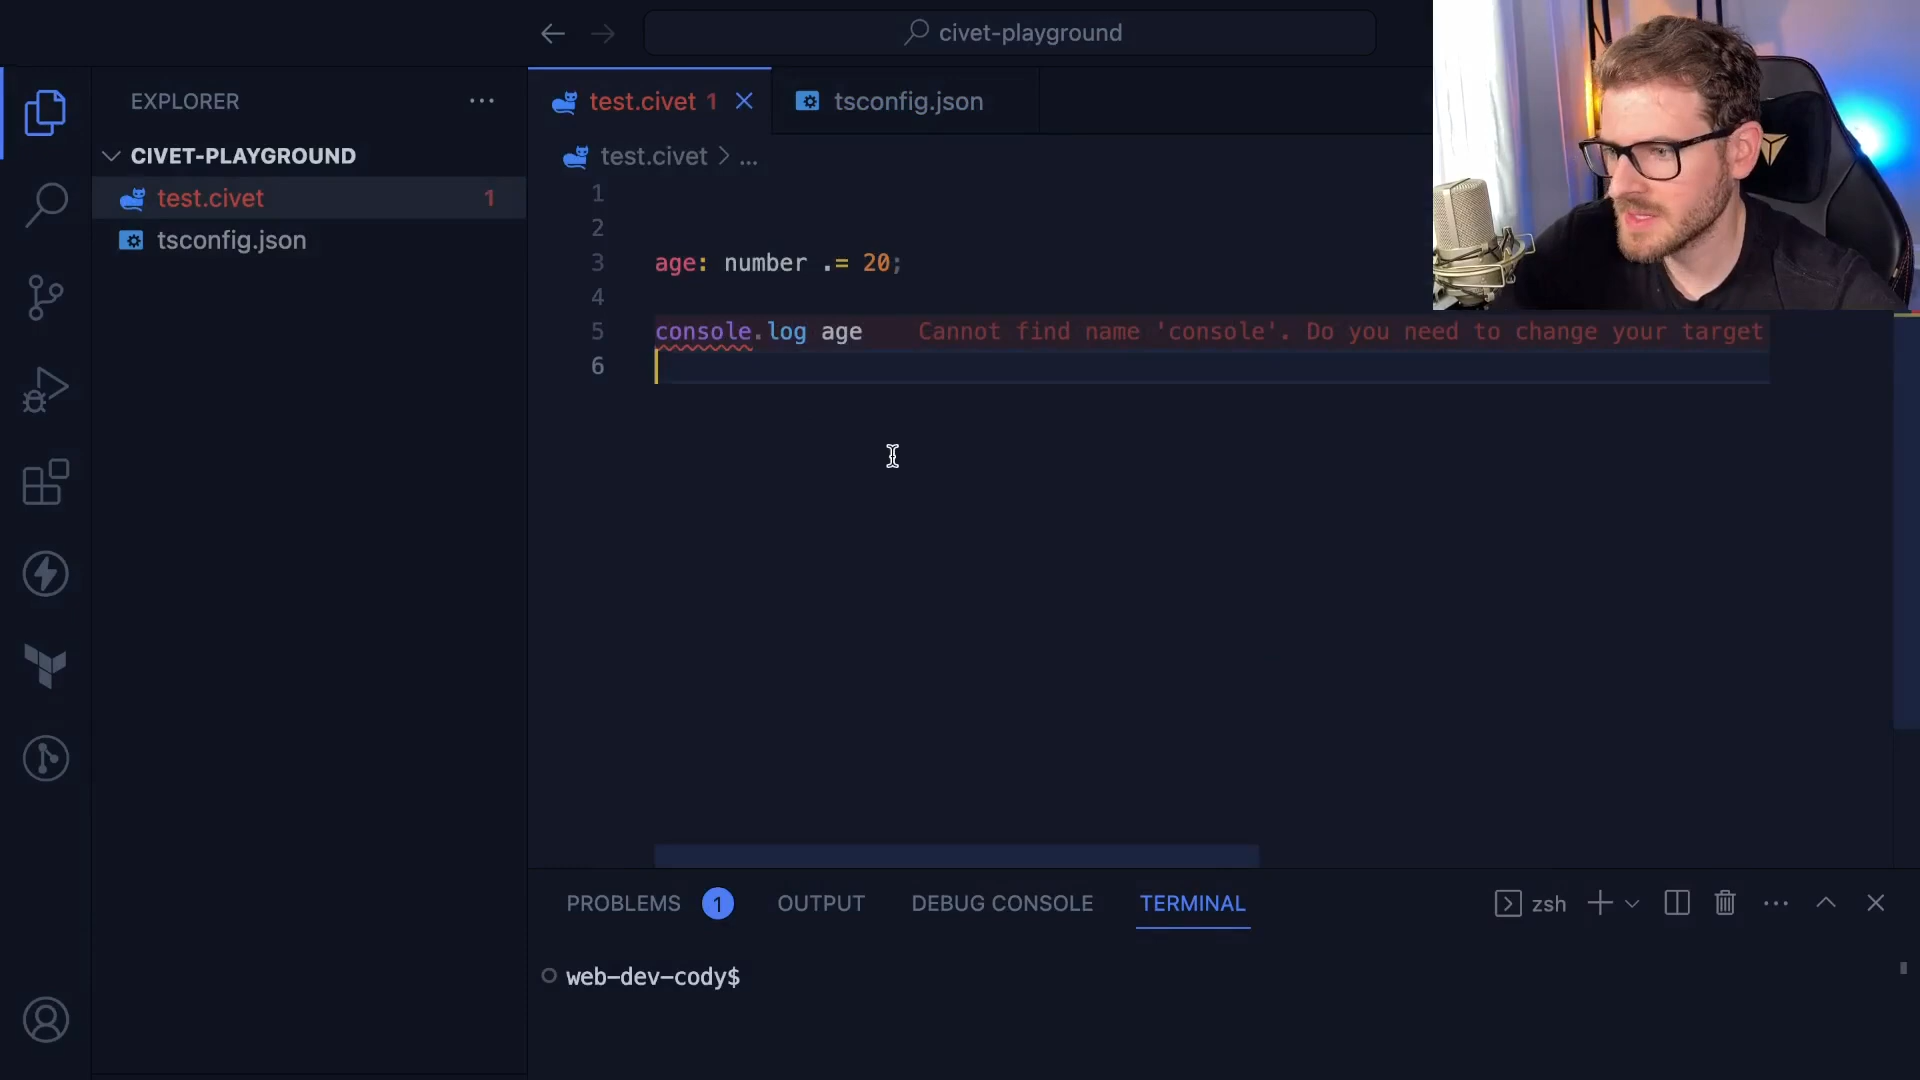 civet-playground
EXPLORER
CIVET-PLAYGROUND
test.civet 1
tsconfig.json
test.civet 1
tsconfig.json
test.civet > ...
1
2
3 age: number .= 20;
4
5 console.log age Cannot find name 'console'. Do you need to change your target
6
PROBLEMS 1 OUTPUT DEBUG CONSOLE TERMINAL zsh
web-dev-cody$